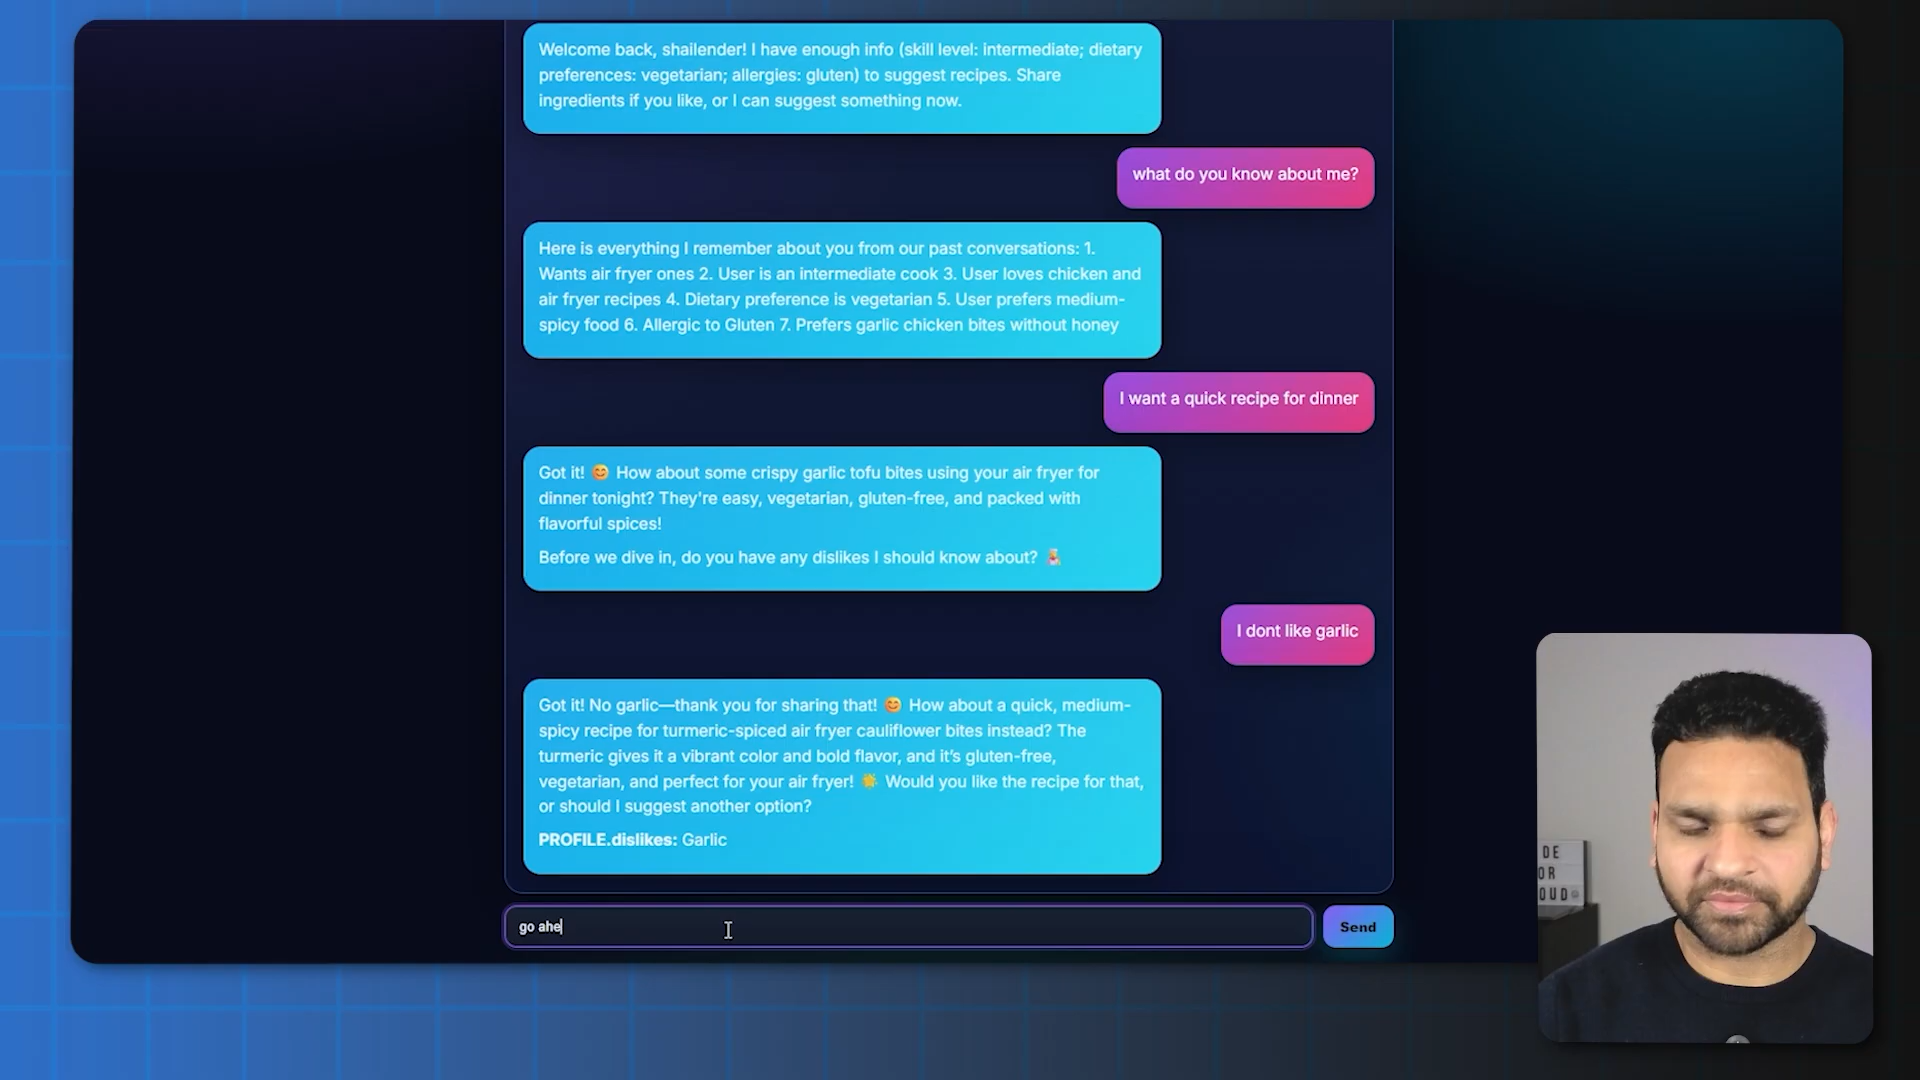 Welcome back, shailender! I have enough info (skill level: intermediate; dietary
preferences: vegetarian; allergies: gluten) to suggest recipes. Share
ingredients if you like, or I can suggest something now.
what do you know about me?
Here is everything I remember about you from our past conversations: 1.
Wants air fryer ones 2. User is an intermediate cook 3. User loves chicken and
air fryer recipes 4. Dietary preference is vegetarian 5. User prefers medium-
spicy food 6. Allergic to Gluten 7. Prefers garlic chicken bites without honey
I want a quick recipe for dinner
Got it! 😊 How about some crispy garlic tofu bites using your air fryer for
dinner tonight? They're easy, vegetarian, gluten-free, and packed with
flavorful spices!
Before we dive in, do you have any dislikes I should know about?
I dont like garlic
Got it! No garlic—thank you for sharing that! 😊 How about a quick, medium-
spicy recipe for turmeric-spiced air fryer cauliflower bites instead? The
turmeric gives it a vibrant color and bold flavor, and it's gluten-free,
vegetarian, and perfect for your air fryer! 🌟 Would you like the recipe for that,
or should I suggest another option?
PROFILE.dislikes: Garlic
go ahe
Send
DE
OR
OUD